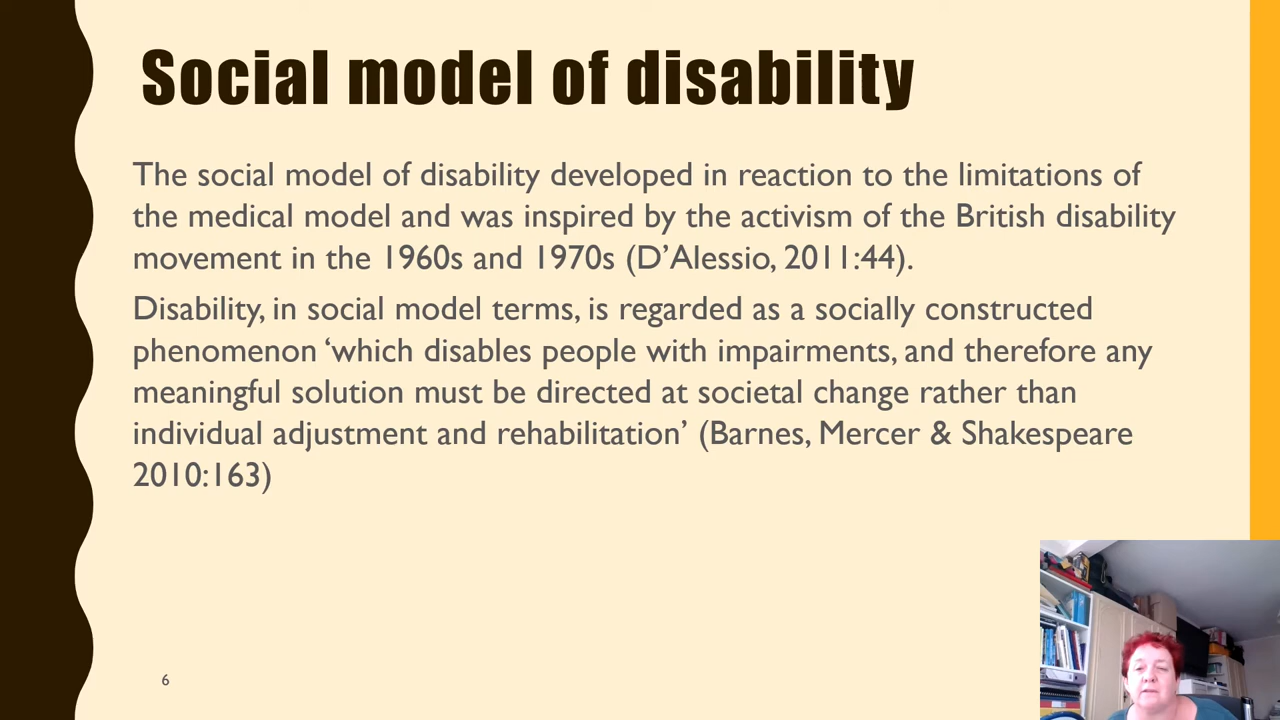 Social model of disability
The social model of disability developed in reaction to the limitations of
the medical model and was inspired by the activism of the British disability
movement in the 1960s and 1970s (D’Alessio, 2011:44).
Disability, in social model terms, is regarded as a socially constructed
phenomenon ‘which disables people with impairments, and therefore any
meaningful solution must be directed at societal change rather than
individual adjustment and rehabilitation’ (Barnes, Mercer & Shakespeare
2010:163)
6